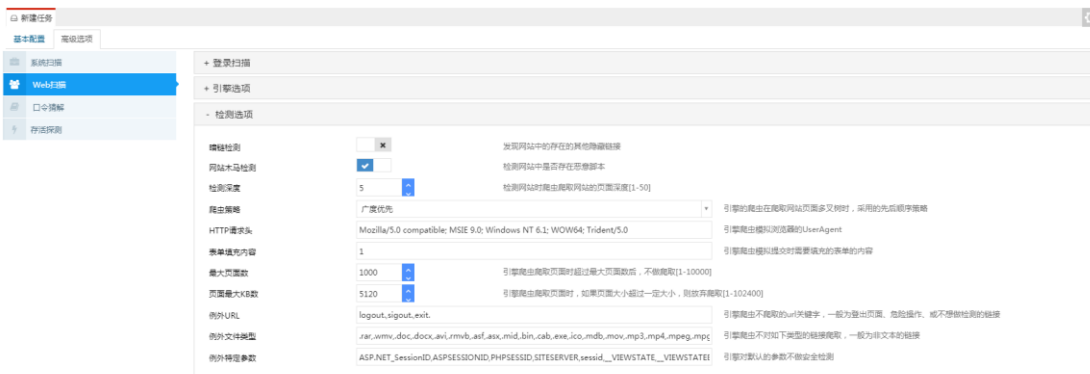 新建任务
基本配置 高级选项
系统扫描
Web扫描
口令猜解
存活探测
+ 登录扫描
+ 引擎选项
- 检测选项
暗链检测 发现网站中的存在的其他隐藏链接
网站木马检测 检测网站中是否存在恶意脚本
检测深度 5 检测网站时爬虫爬取网站的页面深度[1-50]
爬虫策略 广度优先 引擎的爬虫在爬取网站页面多叉树时，采用的先后顺序策略
HTTP请求头 Mozilla/5.0 compatible; MSIE 9.0; Windows NT 6.1; WOW64; Trident/5.0 引擎爬虫模拟浏览器的UserAgent
表单填充内容 1 引擎爬虫模拟提交时需要填充的表单的内容
最大页面数 1000 引擎爬虫爬取页面时超过最大页面数后，不做爬取[1-10000]
页面最大KB数 5120 引擎爬虫爬取页面时，如果页面大小超过一定大小，则放弃爬取[1-102400]
例外URL logout,.sigout,.exit. 引擎爬虫不爬取的url关键字，一般为登出页面、危险操作、或不想做检测的链接
例外文件类型 .rar,.wmv,.doc,.docx,.avi,.rmvb,.asf,.asx,.mid,.bin,.cab,.exe,.ico,.mdb,.mov,.mp3,.mp4,.mpeg,.mpg 引擎爬虫不对如下类型的链接爬取，一般为非文本的链接
例外特定参数 ASP.NET_SessionID,ASPSESSIONID,PHPSESSID,SITESERVER,sessid,__VIEWSTATE,__VIEWSTATEI 引擎对默认的参数不做安全检测